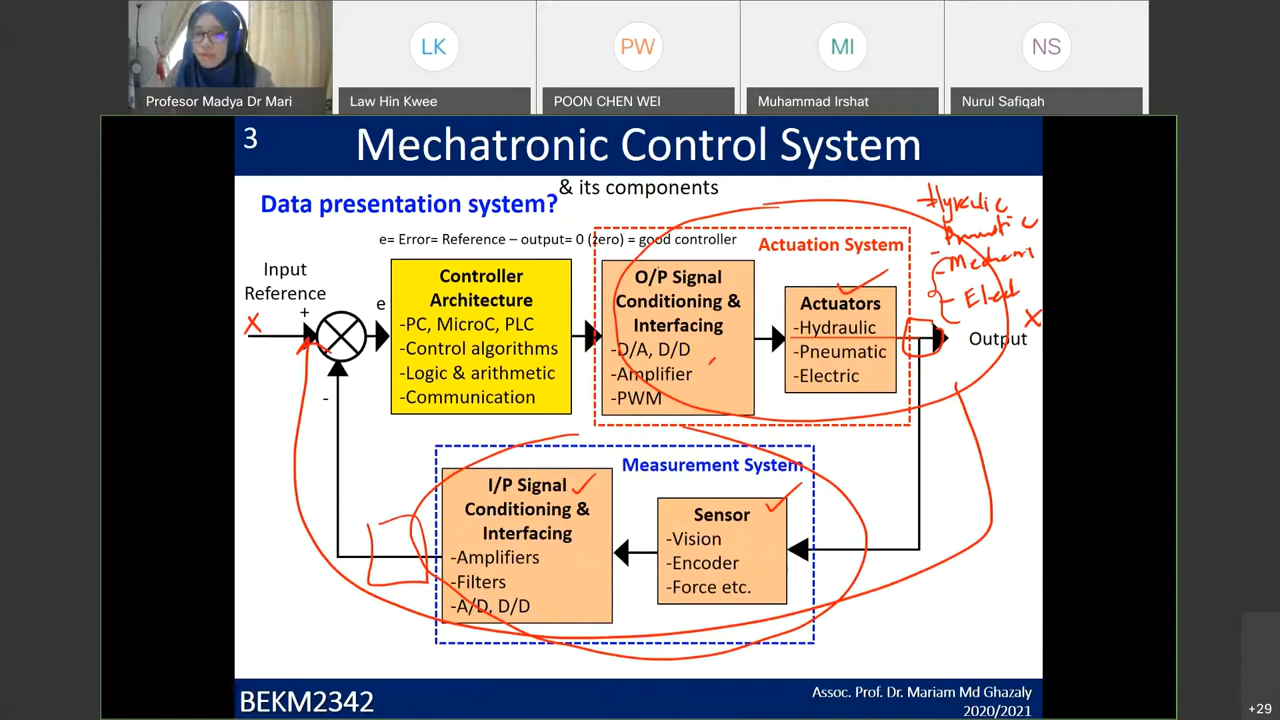 LK
PW
MI
NS
Profesor Madya Dr Mari
Law Hin Kwee
POON CHEN WEI
Muhammad Irshat
Nurul Safiqah
3
Mechatronic Control System
& its components
Data presentation system?
e= Error= Reference – output= 0 (zero) = good controller
Actuation System
Input
Reference
+
X
e
-
Controller
Architecture
-PC, MicroC, PLC
-Control algorithms
-Logic & arithmetic
-Communication
O/P Signal
Conditioning &
Interfacing
-D/A, D/D
-Amplifier
-PWM
Actuators
-Hydraulic
-Pneumatic
-Electric
- Elect
X
Output
Measurement System
I/P Signal
Conditioning &
Interfacing
-Amplifiers
-Filters
-A/D, D/D
Sensor
-Vision
-Encoder
-Force etc.
BEKM2342
Assoc. Prof. Dr. Mariam Md Ghazaly
2020/2021
+29